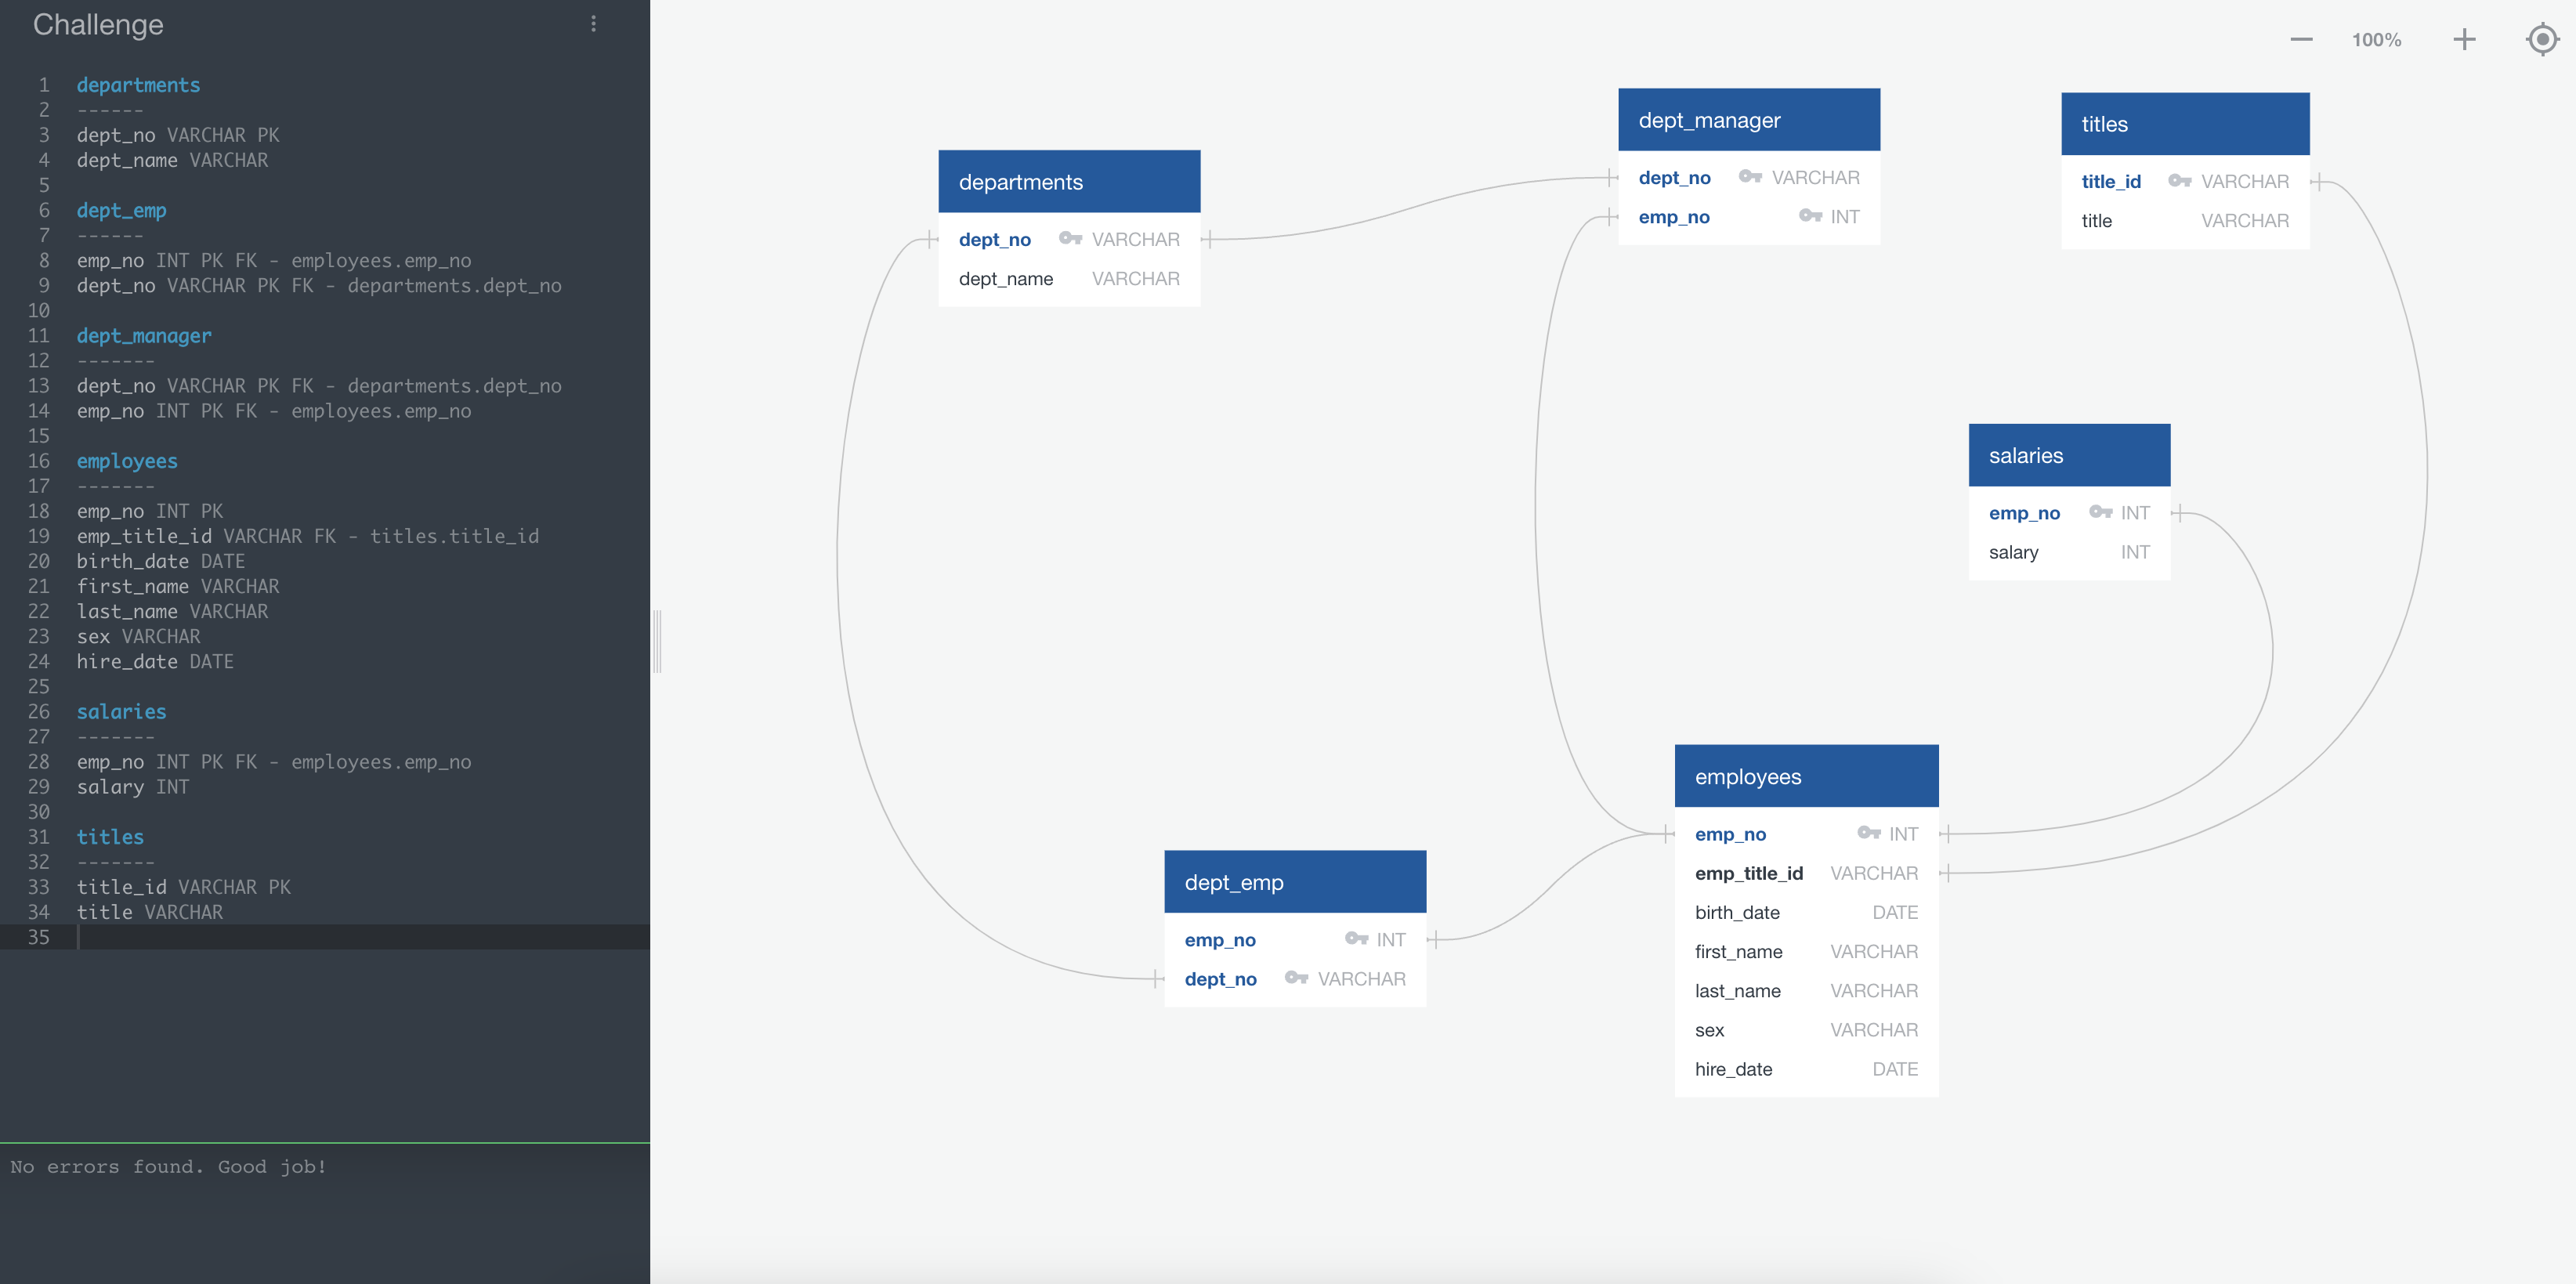 Challenge
1 departments
2 ------
3 dept_no VARCHAR PK
4 dept_name VARCHAR
5
6 dept_emp
7 ------
8 emp_no INT PK FK - employees.emp_no
9 dept_no VARCHAR PK FK - departments.dept_no
10
11 dept_manager
12 -------
13 dept_no VARCHAR PK FK - departments.dept_no
14 emp_no INT PK FK - employees.emp_no
15
16 employees
17 -------
18 emp_no INT PK
19 emp_title_id VARCHAR FK - titles.title_id
20 birth_date DATE
21 first_name VARCHAR
22 last_name VARCHAR
23 sex VARCHAR
24 hire_date DATE
25
26 salaries
27 -------
28 emp_no INT PK FK - employees.emp_no
29 salary INT
30
31 titles
32 -------
33 title_id VARCHAR PK
34 title VARCHAR
35
No errors found. Good job!
100%
departments
dept_no VARCHAR
dept_name VARCHAR
dept_manager
dept_no VARCHAR
emp_no INT
titles
title_id VARCHAR
title VARCHAR
salaries
emp_no INT
salary INT
dept_emp
emp_no INT
dept_no VARCHAR
employees
emp_no INT
emp_title_id VARCHAR
birth_date DATE
first_name VARCHAR
last_name VARCHAR
sex VARCHAR
hire_date DATE